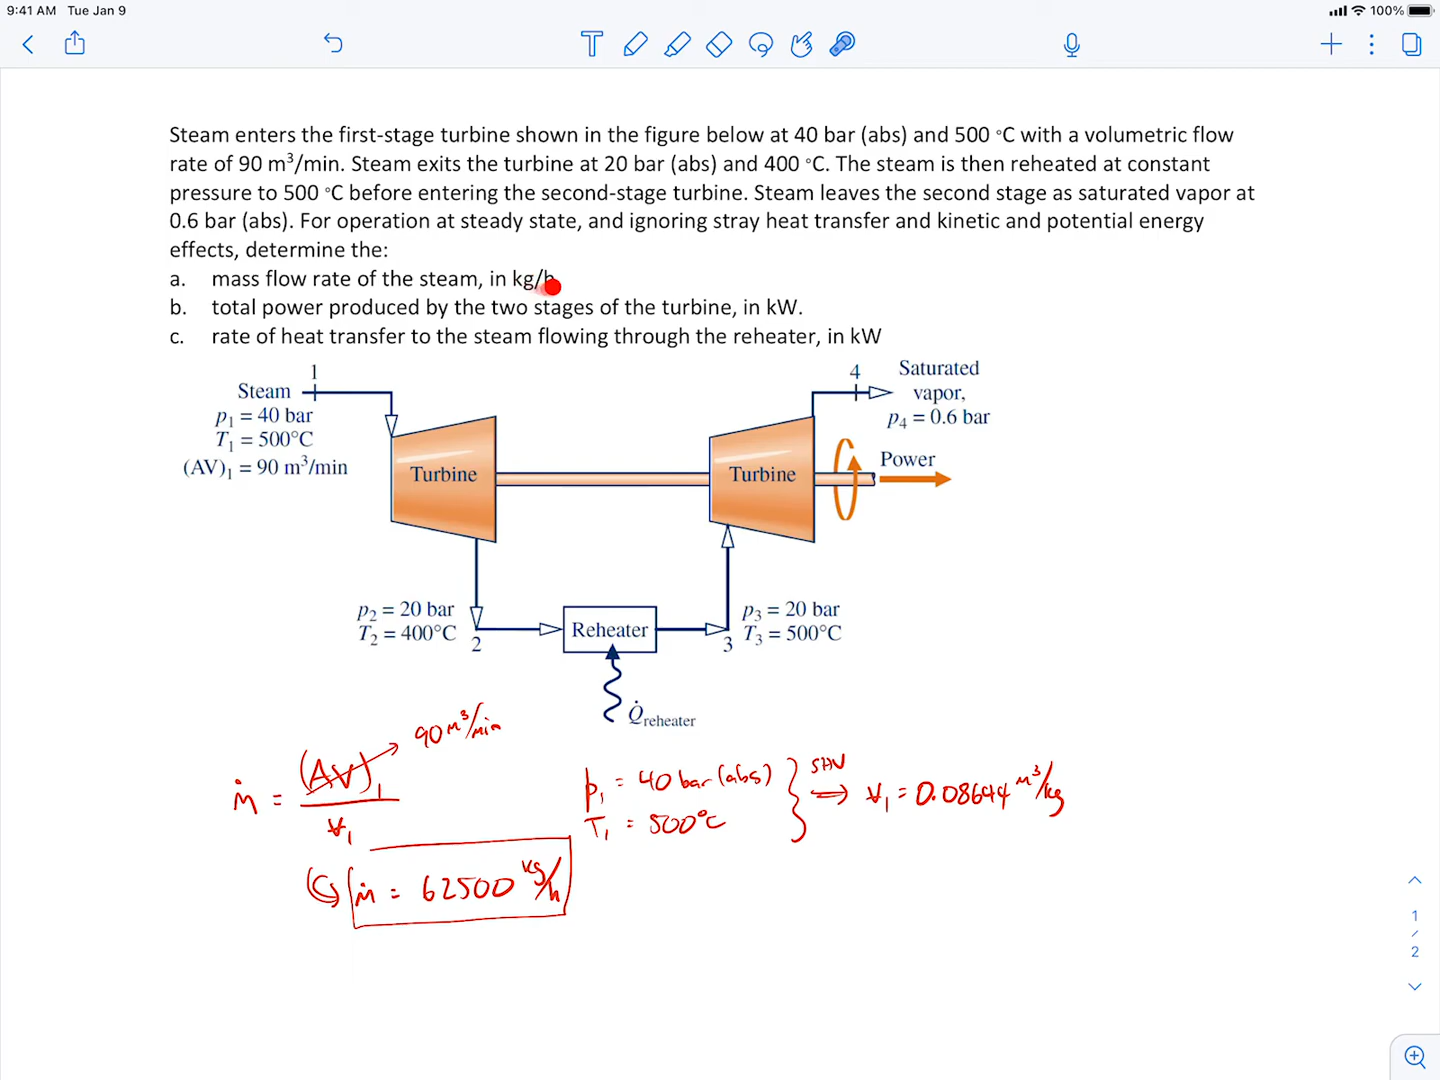 9:41 AM Tue Jan 9
100%
Steam enters the first-stage turbine shown in the figure below at 40 bar (abs) and 500 °C with a volumetric flow
rate of 90 m³/min. Steam exits the turbine at 20 bar (abs) and 400 °C. The steam is then reheated at constant
pressure to 500 °C before entering the second-stage turbine. Steam leaves the second stage as saturated vapor at
0.6 bar (abs). For operation at steady state, and ignoring stray heat transfer and kinetic and potential energy
effects, determine the:
a. mass flow rate of the steam, in kg/h
b. total power produced by the two stages of the turbine, in kW.
c. rate of heat transfer to the steam flowing through the reheater, in kW
1
Steam
p₁ = 40 bar
T₁ = 500°C
(AV)₁ = 90 m³/min
Turbine
Turbine
4
Saturated
vapor,
p₄ = 0.6 bar
Power
p₂ = 20 bar
T₂ = 400°C
2
Reheater
3
p₃ = 20 bar
T₃ = 500°C
Q̇reheater
ṁ = (AV)₁ / V₁
90 m³/min
p₁ = 40 bar (abs)
T₁ = 500°C
SHV
⇒ V₁ = 0.08644 m³/kg
ṁ = 62500 kg/h
1
/
2